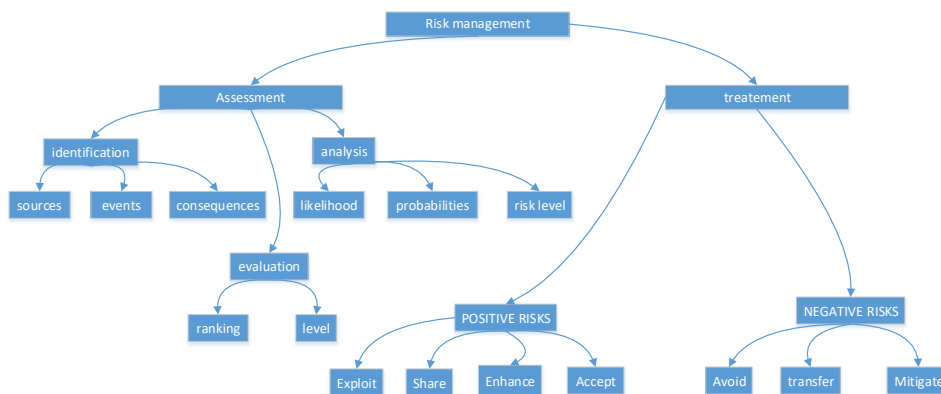 Risk management
Assessment
treatement
identification
analysis
sources
events
consequences
likelihood
probabilities
risk level
evaluation
ranking
level
POSITIVE RISKS
NEGATIVE RISKS
Exploit
Share
Enhance
Accept
Avoid
transfer
Mitigate